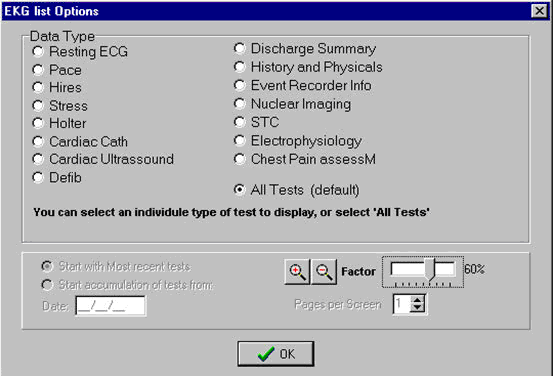 EKG list Options
Data Type
Resting ECG
Pace
Hires
Stress
Holter
Cardiac Cath
Cardiac Ultrassound
Defib
Discharge Summary
History and Physicals
Event Recorder Info
Nuclear Imaging
STC
Electrophysiology
Chest Pain assessM
All Tests (default)
You can select an individule type of test to display, or select 'All Tests'
Start with Most recent tests
Start accumulation of tests from:
Date: __/__/__
Factor 60%
Pages per Screen 1
OK